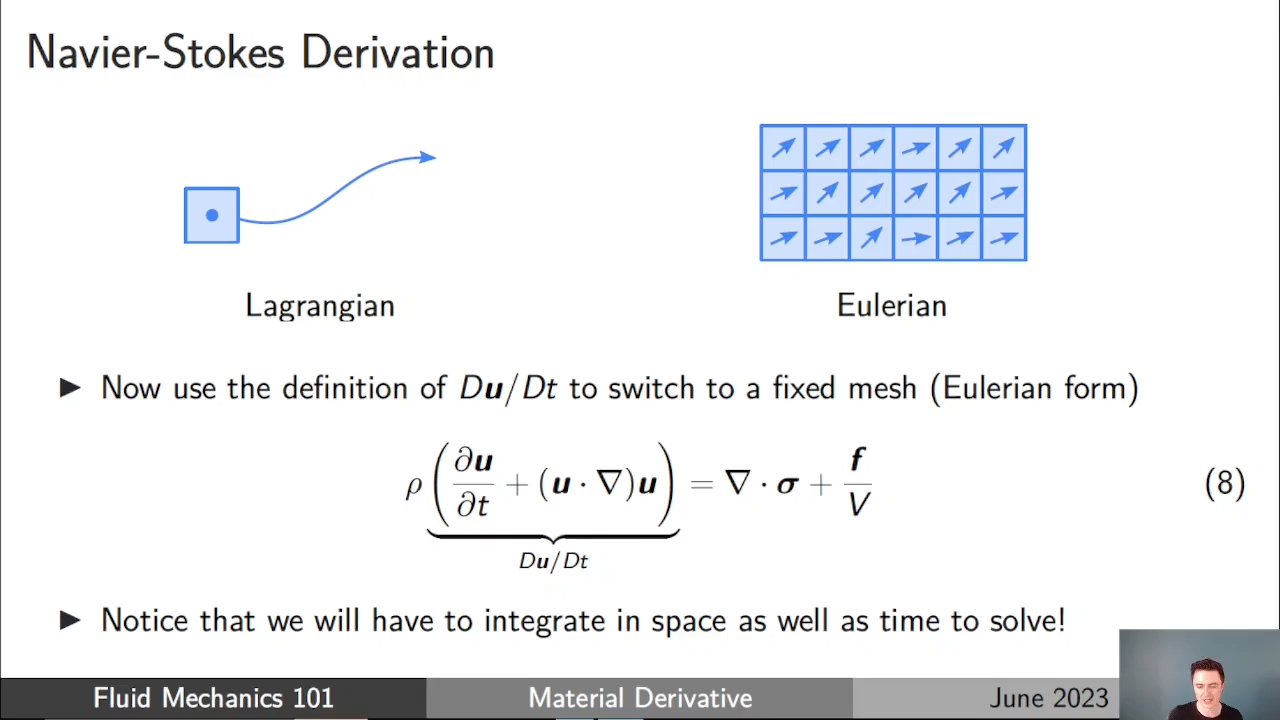 Navier-Stokes Derivation
Lagrangian
Eulerian
▶ Now use the definition of Du/Dt to switch to a fixed mesh (Eulerian form)
ρ(∂u/∂t + (u · ∇)u) = ∇ · σ + f/V (8)
Du/Dt
▶ Notice that we will have to integrate in space as well as time to solve!
Fluid Mechanics 101
Material Derivative
June 2023